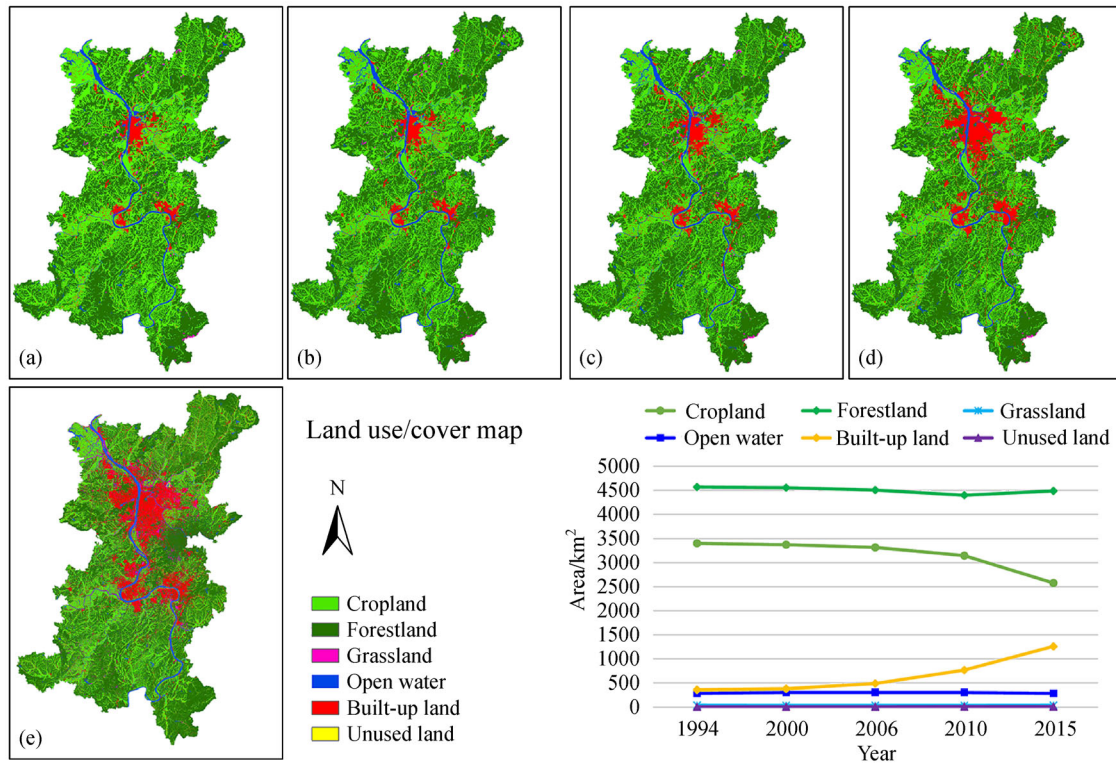 (a)
(b)
(c)
(d)
(e)
Land use/cover map
N
Cropland
Forestland
Grassland
Open water
Built-up land
Unused land
Cropland Forestland Grassland
Open water Built-up land Unused land
Area/km²
5000
4500
4000
3500
3000
2500
2000
1500
1000
500
0
1994 2000 2006 2010 2015
Year